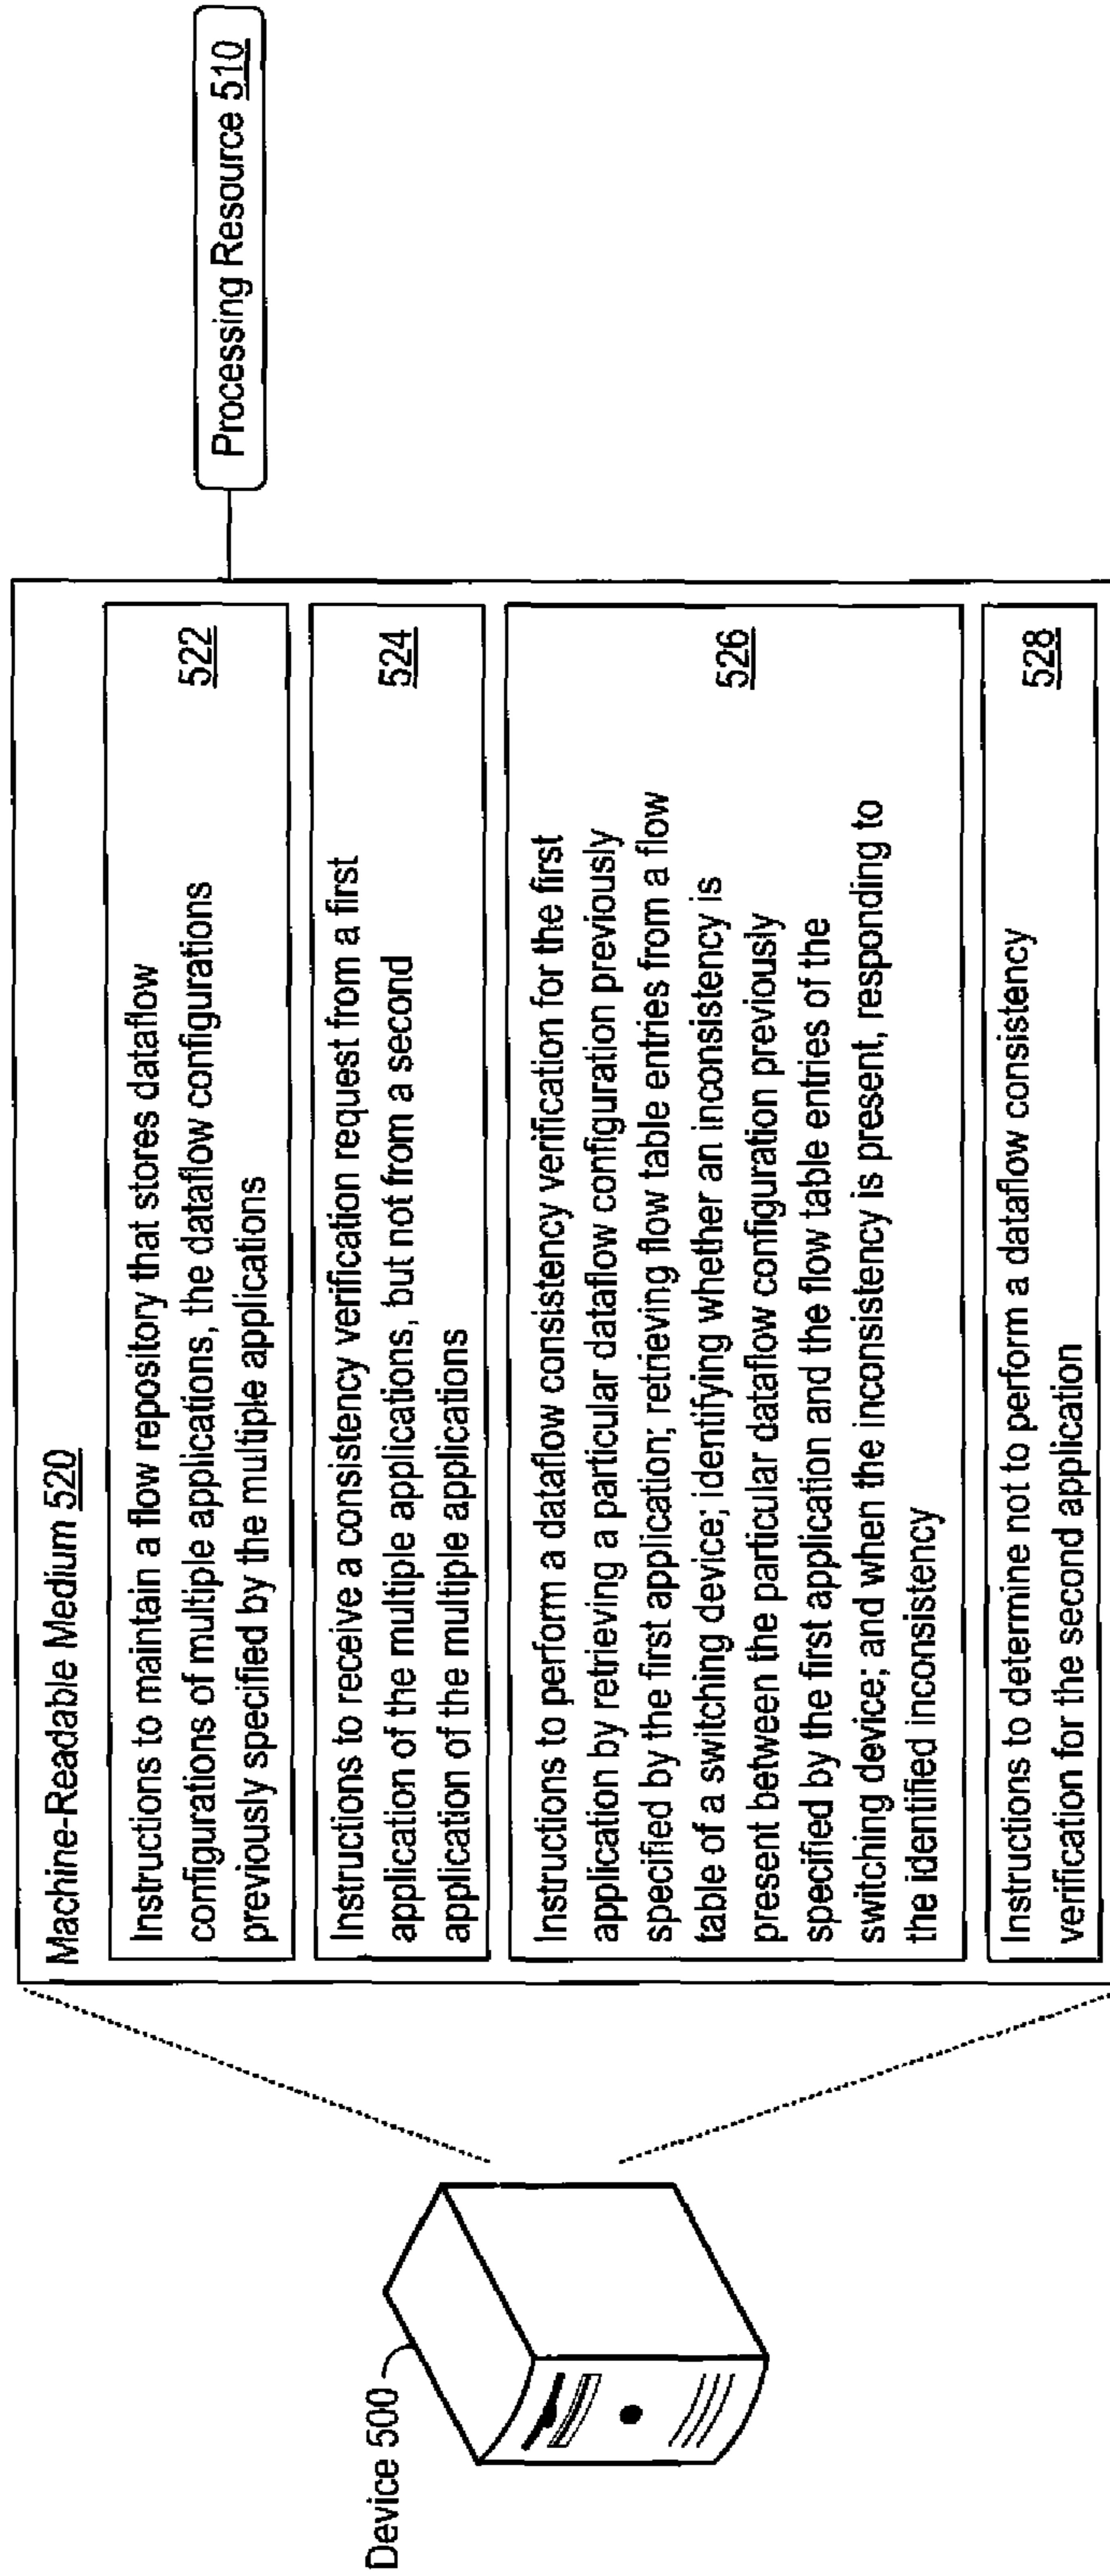 Device 500
Machine-Readable Medium 520
Instructions to maintain a flow repository that stores dataflow
configurations of multiple applications, the dataflow configurations
previously specified by the multiple applications
522
Instructions to receive a consistency verification request from a first
application of the multiple applications, but not from a second
application of the multiple applications
524
Instructions to perform a dataflow consistency verification for the first
application by retrieving a particular dataflow configuration previously
specified by the first application; retrieving flow table entries from a flow
table of a switching device; identifying whether an inconsistency is
present between the particular dataflow configuration previously
specified by the first application and the flow table entries of the
switching device; and when the inconsistency is present, responding to
the identified inconsistency
526
Instructions to determine not to perform a dataflow consistency
verification for the second application
528
Processing Resource 510